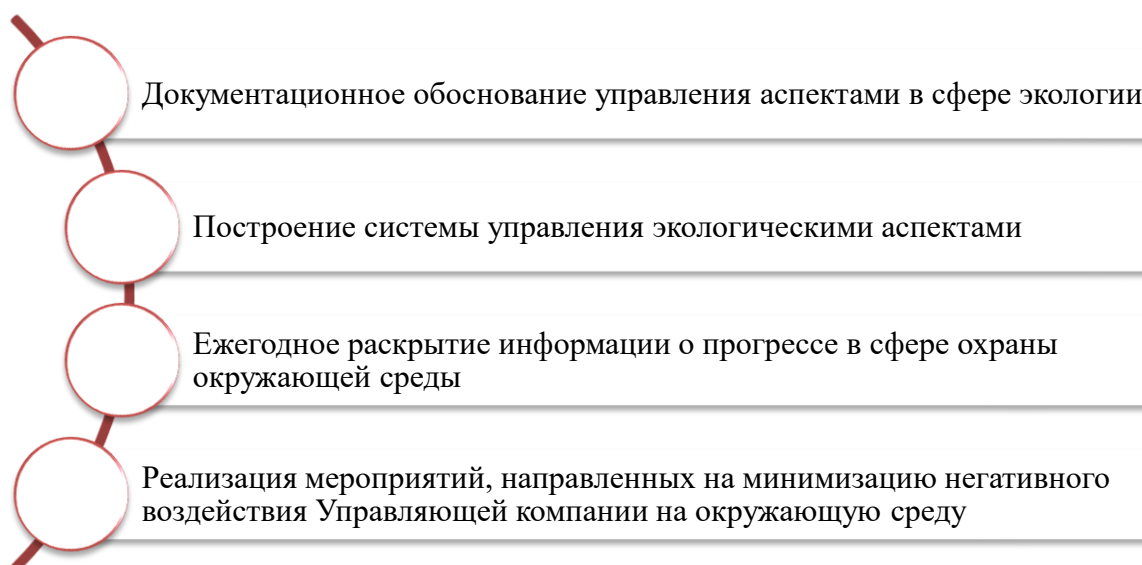 Документационное обоснование управления аспектами в сфере экологии
Построение системы управления экологическими аспектами
Ежегодное раскрытие информации о прогрессе в сфере охраны
окружающей среды
Реализация мероприятий, направленных на минимизацию негативного
воздействия Управляющей компании на окружающую среду